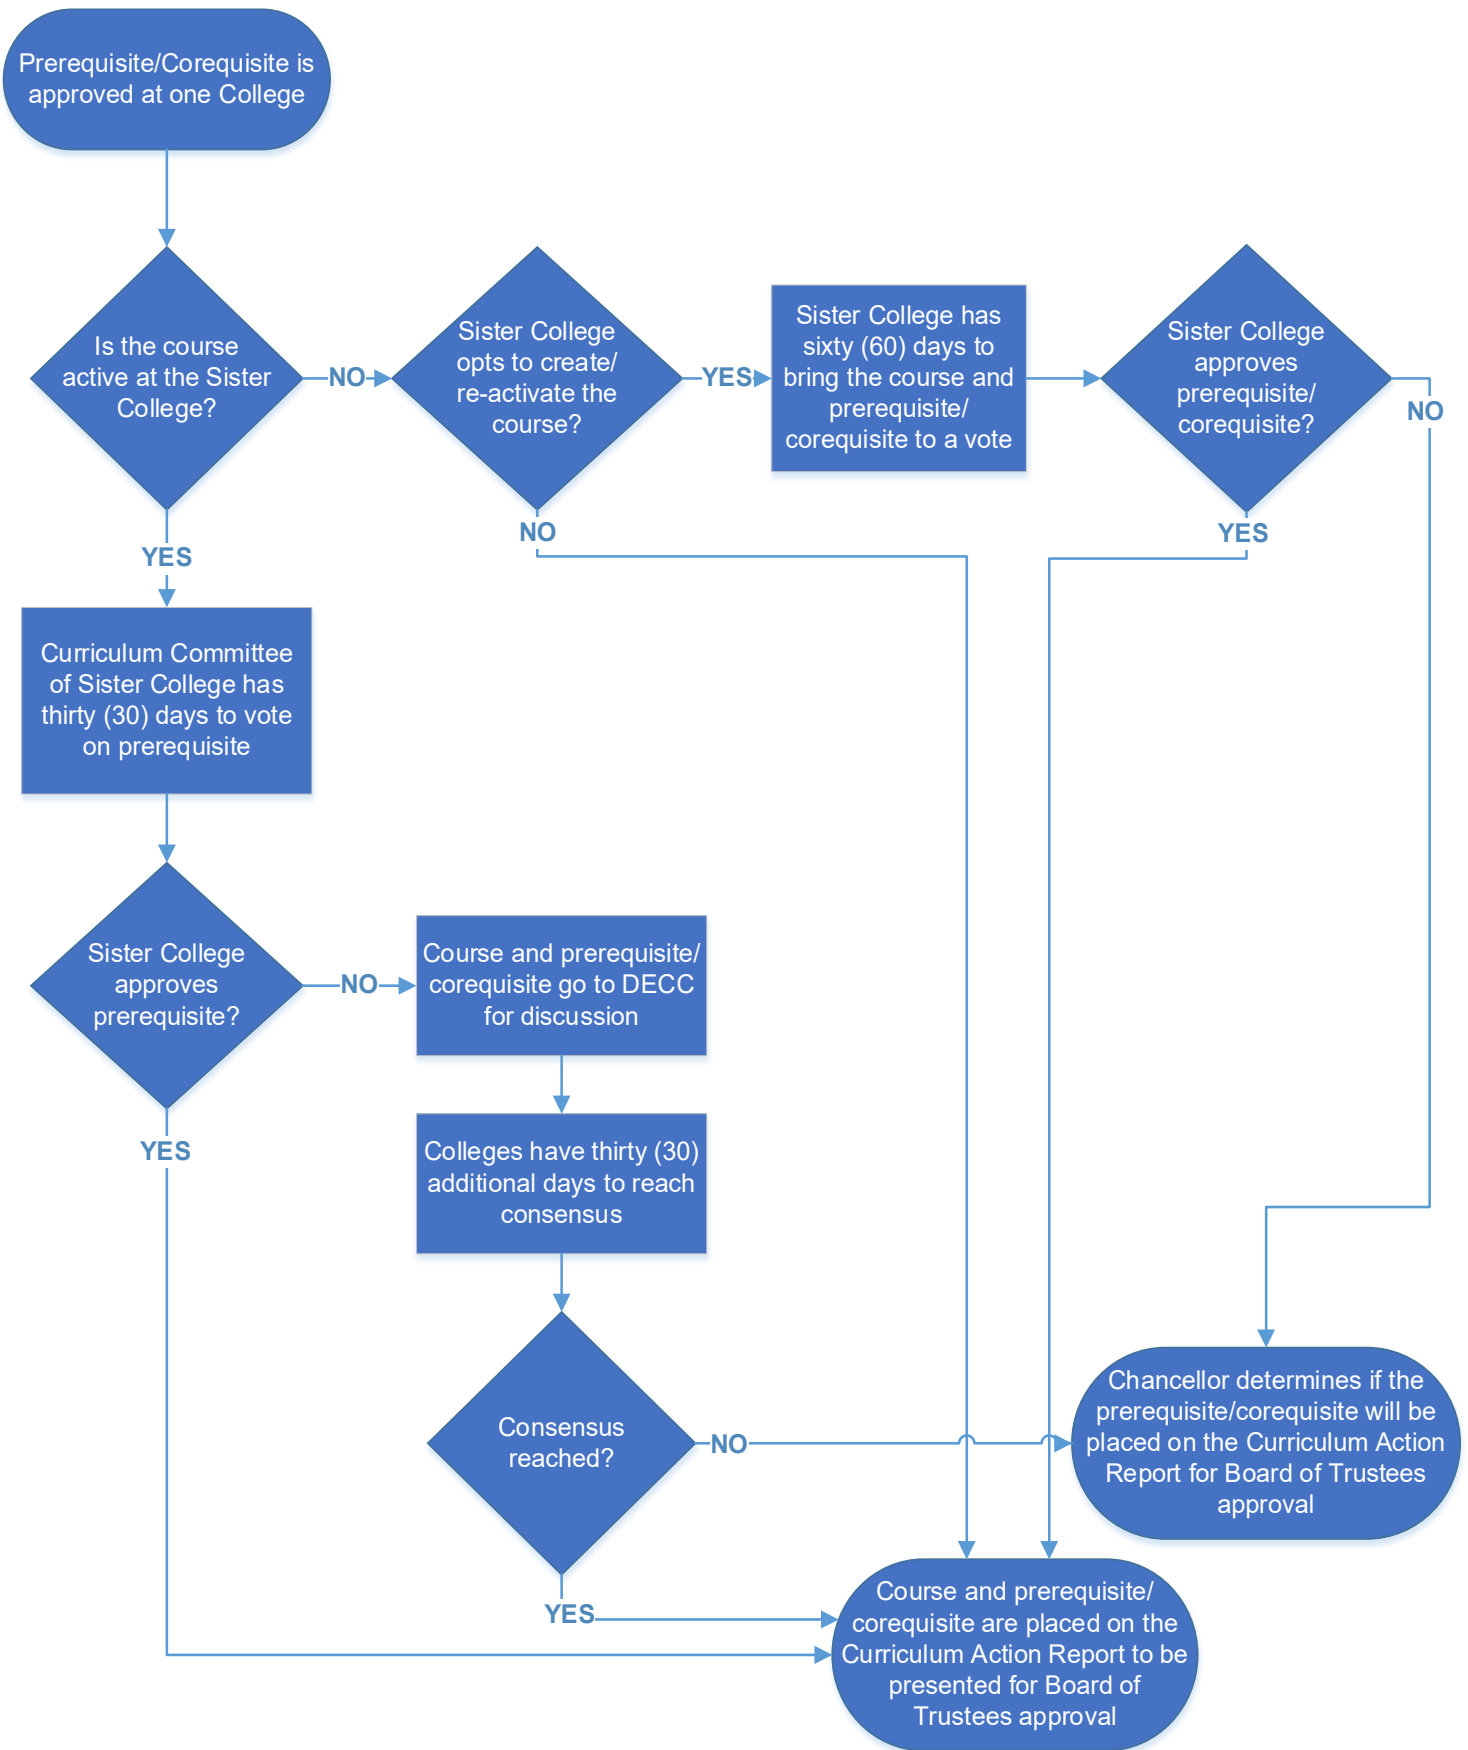 Prerequisite/Corequisite is
approved at one College
Is the course
active at the Sister
College?
NO
Sister College
opts to create/
re-activate the
course?
YES
Sister College has
sixty (60) days to
bring the course and
prerequisite/
corequisite to a vote
Sister College
approves
prerequisite/
corequisite?
NO
NO
YES
YES
Curriculum Committee
of Sister College has
thirty (30) days to vote
on prerequisite
Sister College
approves
prerequisite?
NO
Course and prerequisite/
corequisite go to DECC
for discussion
YES
Colleges have thirty (30)
additional days to reach
consensus
Consensus
reached?
NO
Chancellor determines if the
prerequisite/corequisite will be
placed on the Curriculum Action
Report for Board of Trustees
approval
YES
Course and prerequisite/
corequisite are placed on the
Curriculum Action Report to be
presented for Board of
Trustees approval